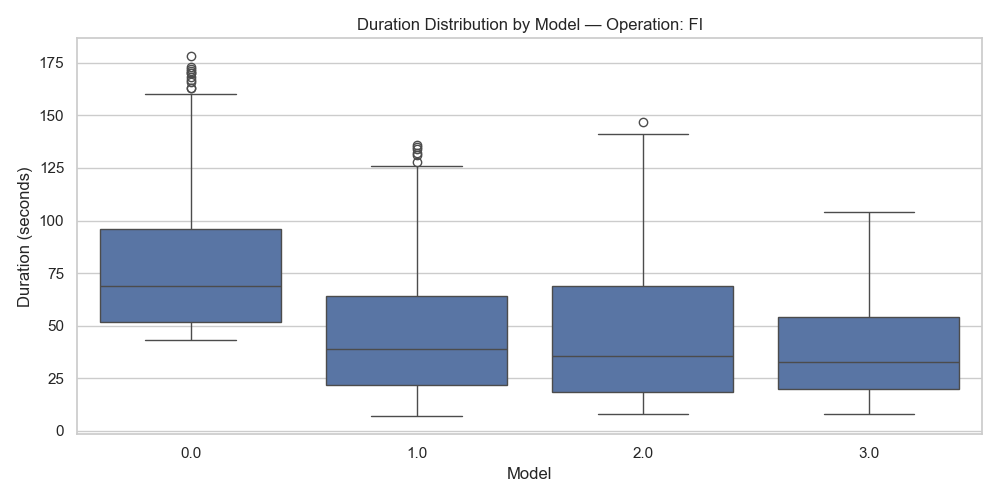 Duration Distribution by Model — Operation: FI
Duration (seconds)
175
150
125
100
75
50
25
0
0.0 1.0 2.0 3.0
Model